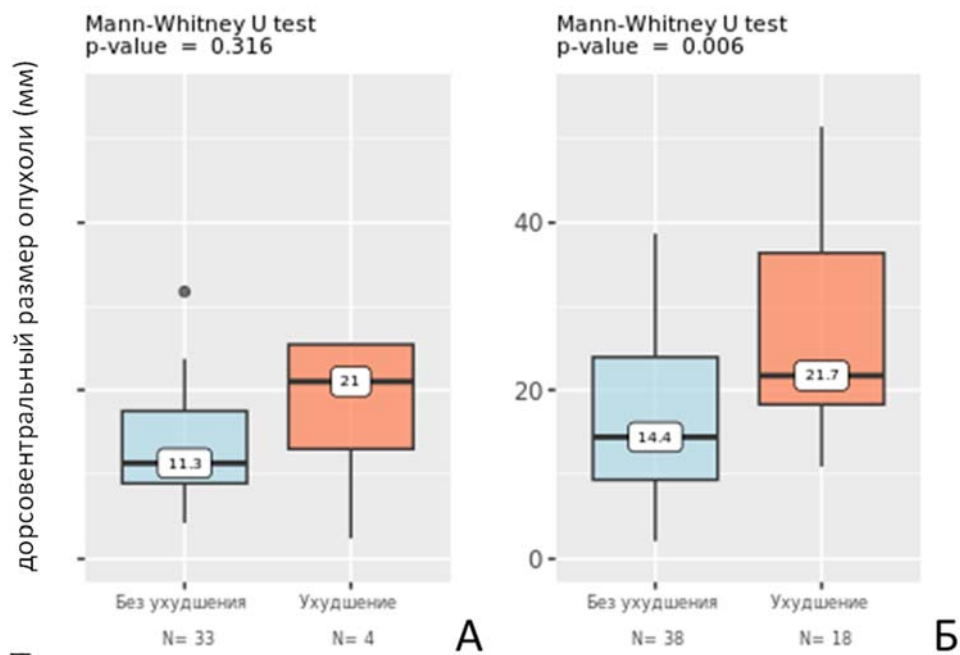 Mann-Whitney U test
p-value = 0.316
дорсовентральный размер опухоли (мм)
11.3
21
Без ухудшения
Ухудшение
N= 33
N= 4
А
Mann-Whitney U test
p-value = 0.006
40
20
0
14.4
21.7
Без ухудшения
Ухудшение
N= 38
N= 18
Б